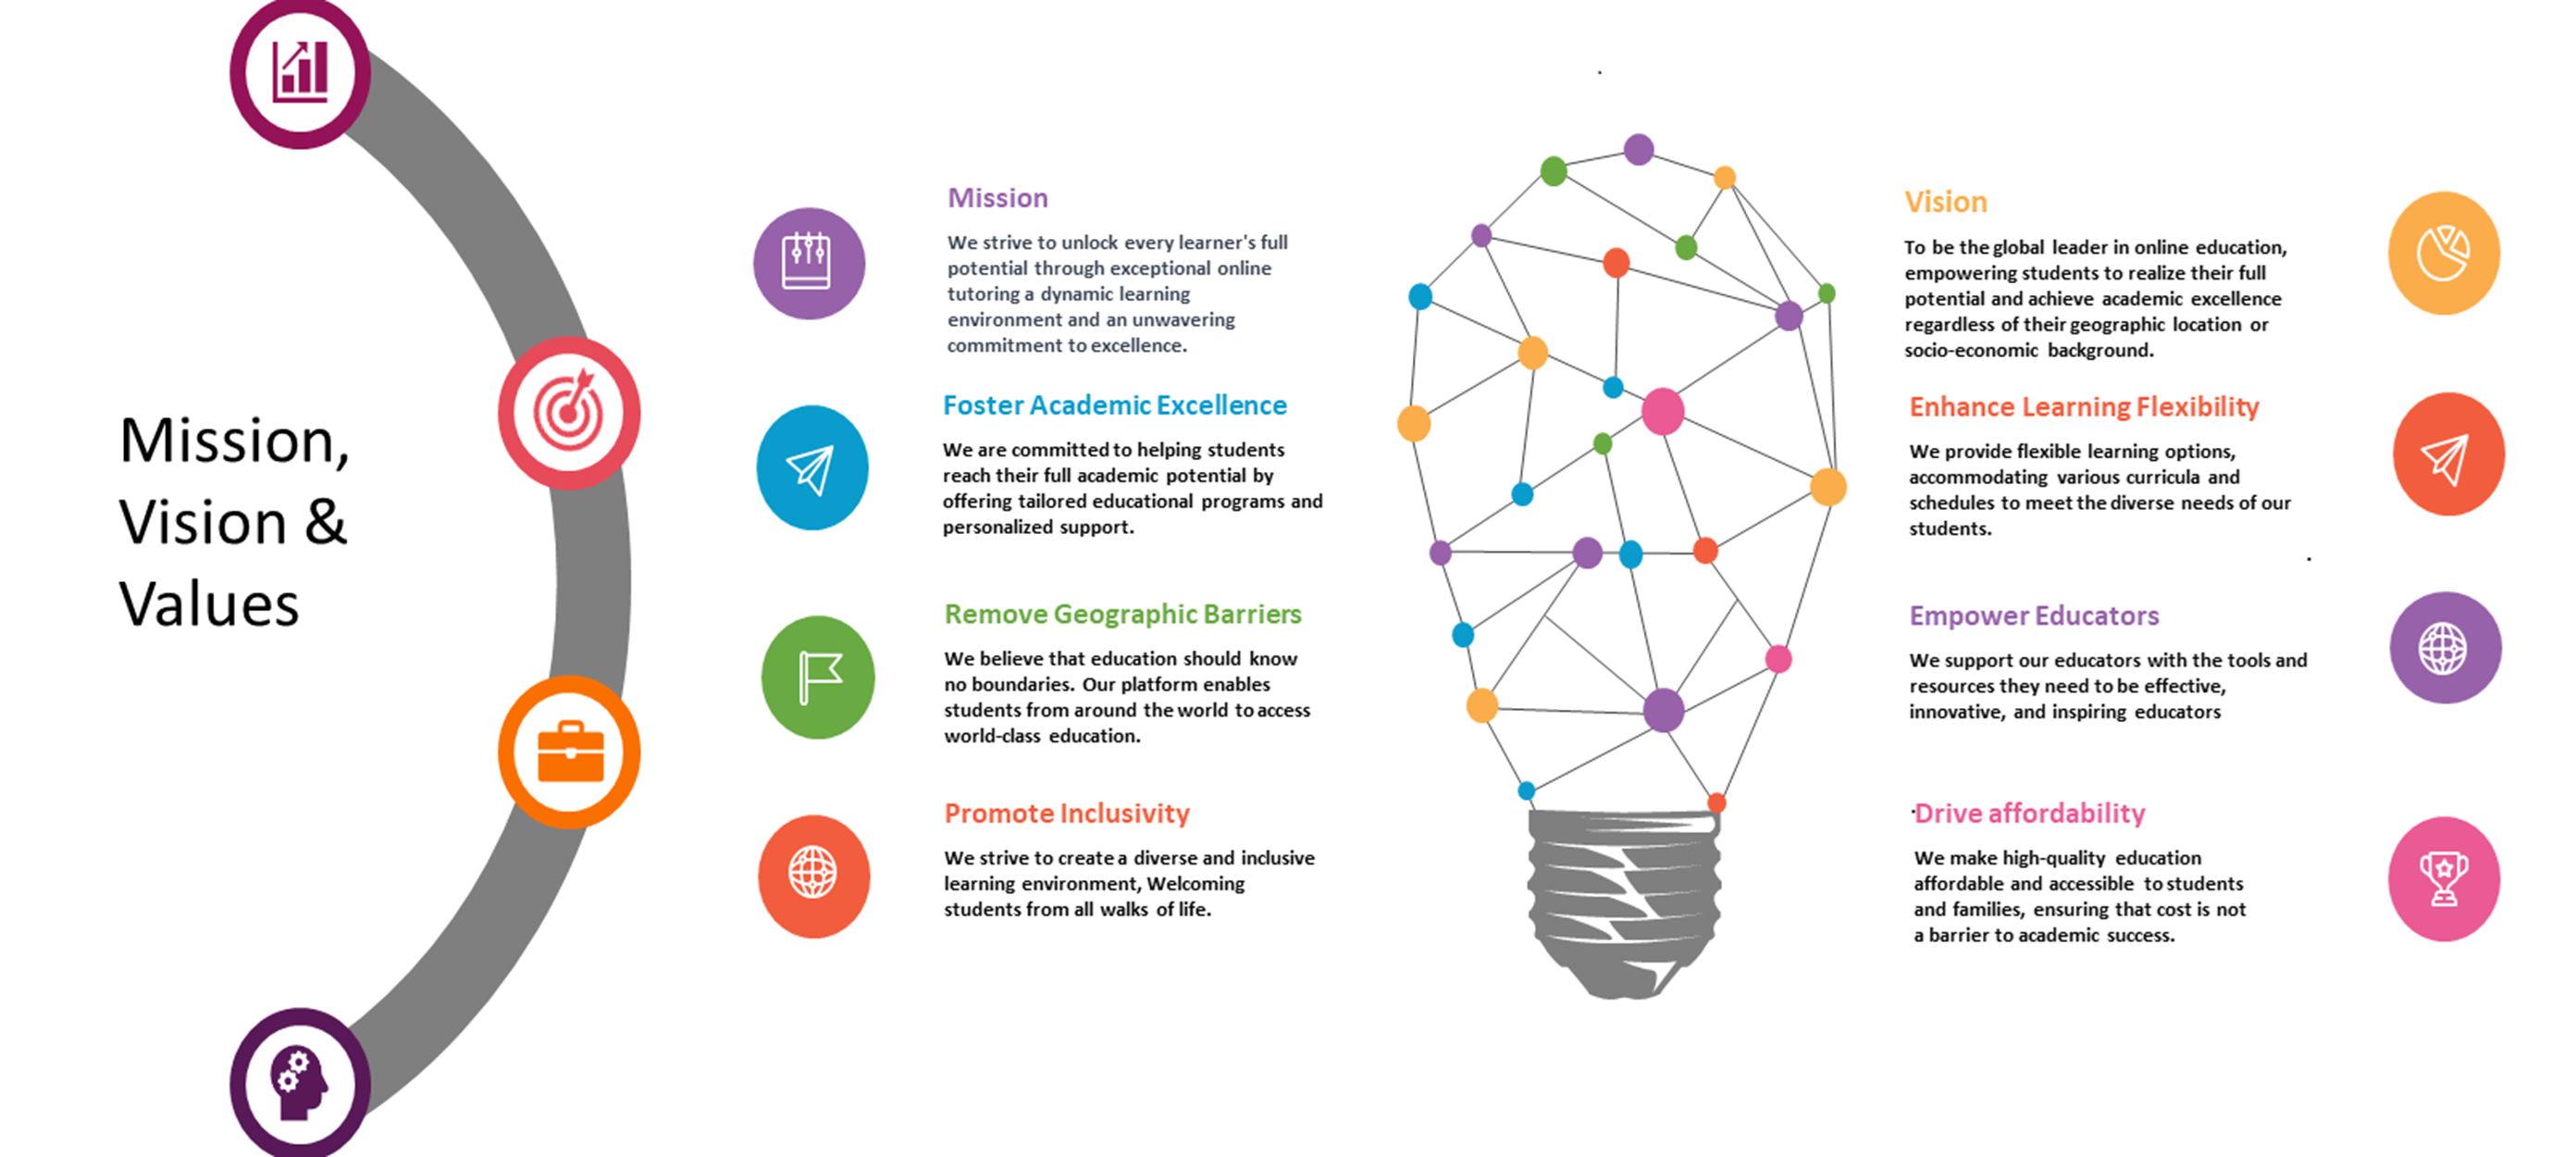 Mission,
Vision &
Values
Mission
We strive to unlock every learner's full
potential through exceptional online
tutoring a dynamic learning
environment and an unwavering
commitment to excellence.
Foster Academic Excellence
We are committed to helping students
reach their full academic potential by
offering tailored educational programs and
personalized support.
Remove Geographic Barriers
We believe that education should know
no boundaries. Our platform enables
students from around the world to access
world-class education.
Promote Inclusivity
We strive to create a diverse and inclusive
learning environment, Welcoming
students from all walks of life.
Vision
To be the global leader in online education,
empowering students to realize their full
potential and achieve academic excellence
regardless of their geographic location or
socio-economic background.
Enhance Learning Flexibility
We provide flexible learning options,
accommodating various curricula and
schedules to meet the diverse needs of our
students.
Empower Educators
We support our educators with the tools and
resources they need to be effective,
innovative, and inspiring educators
Drive affordability
We make high-quality education
affordable and accessible to students
and families, ensuring that cost is not
a barrier to academic success.